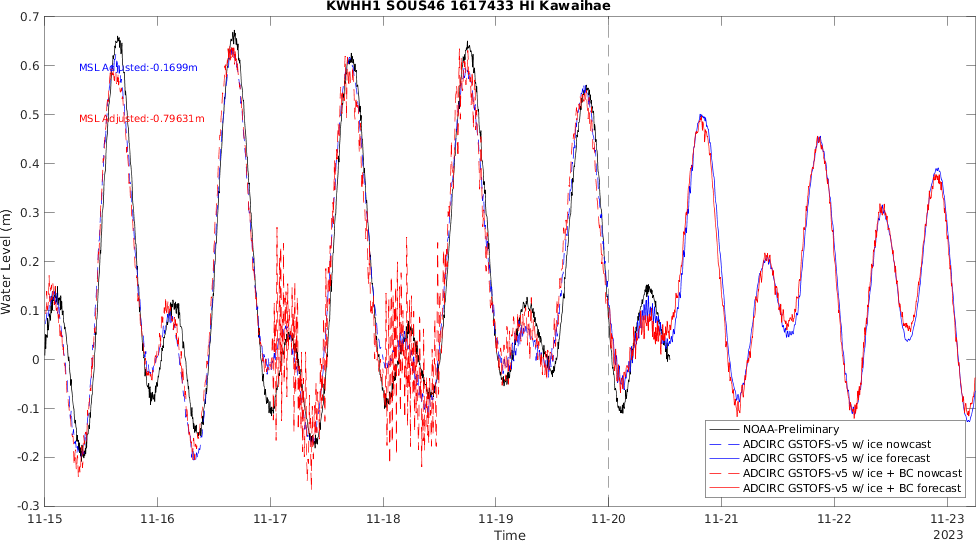 KWHH1 SOUS46 1617433 HI Kawaihae
0.7
0.6
0.5
0.4
0.3
0.2
0.1
0
-0.1
-0.2
-0.3
Water Level (m)
MSL Adjusted:-0.1699m
MSL Adjusted:-0.79631m
NOAA-Preliminary
ADCIRC GSTOFS-v5 w/ ice nowcast
ADCIRC GSTOFS-v5 w/ ice forecast
ADCIRC GSTOFS-v5 w/ ice + BC nowcast
ADCIRC GSTOFS-v5 w/ ice + BC forecast
11-15 11-16 11-17 11-18 11-19 11-20 11-21 11-22 11-23
Time
2023